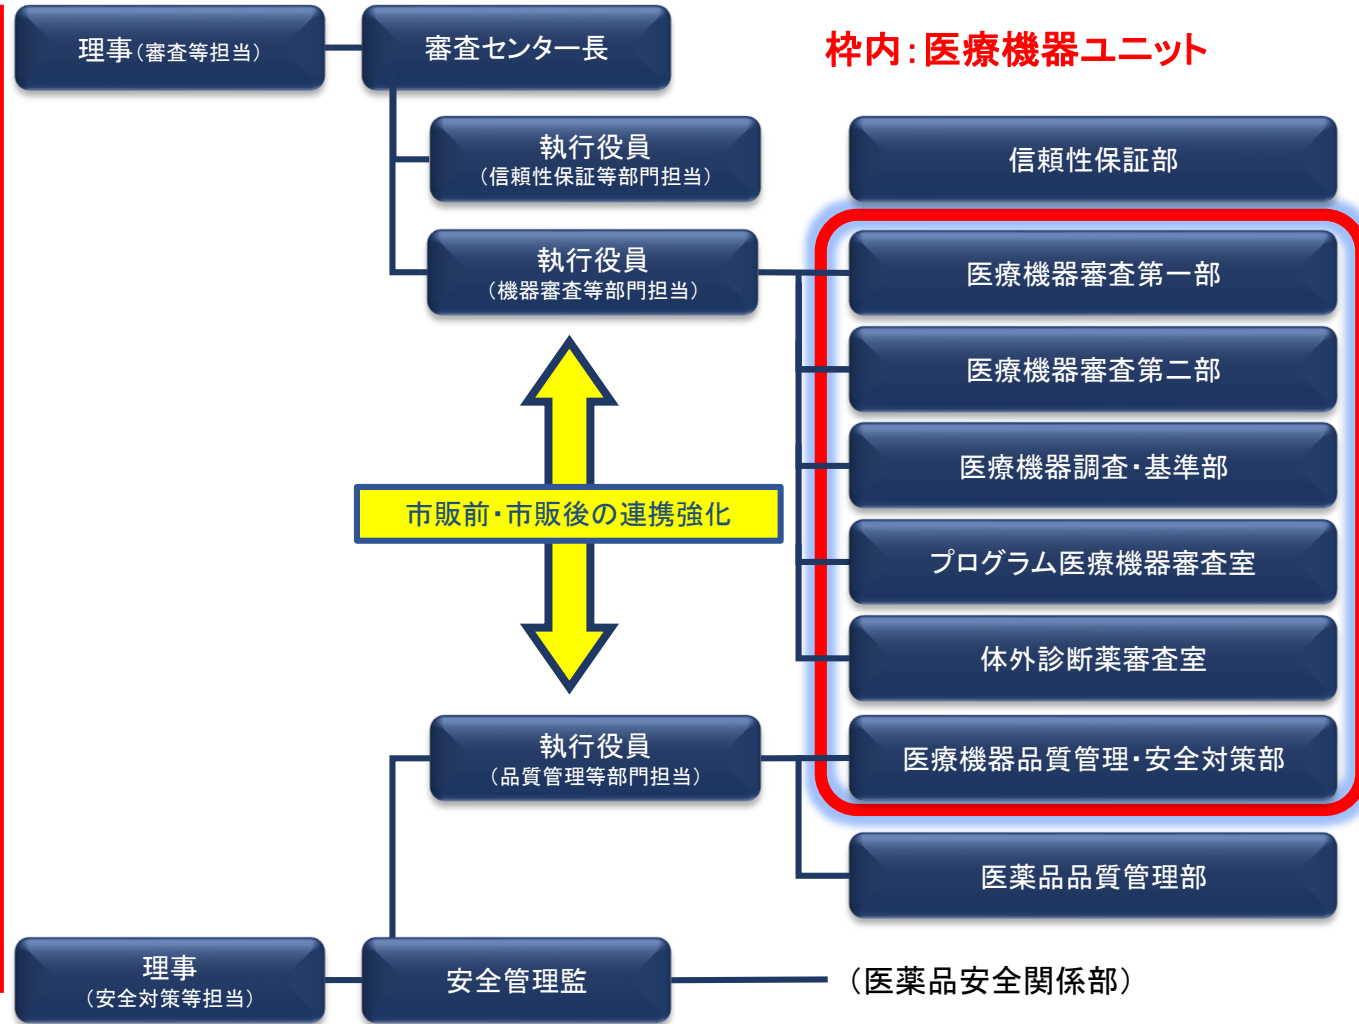 理事(審査等担当)
審査センター長
枠内:医療機器ユニット
執行役員
(信頼性保証等部門担当)
信頼性保証部
執行役員
(機器審査等部門担当)
医療機器審査第一部
医療機器審査第二部
医療機器調査・基準部
市販前・市販後の連携強化
プログラム医療機器審査室
体外診断薬審査室
執行役員
(品質管理等部門担当)
医療機器品質管理・安全対策部
医薬品品質管理部
理事
(安全対策等担当)
安全管理監
(医薬品安全関係部)